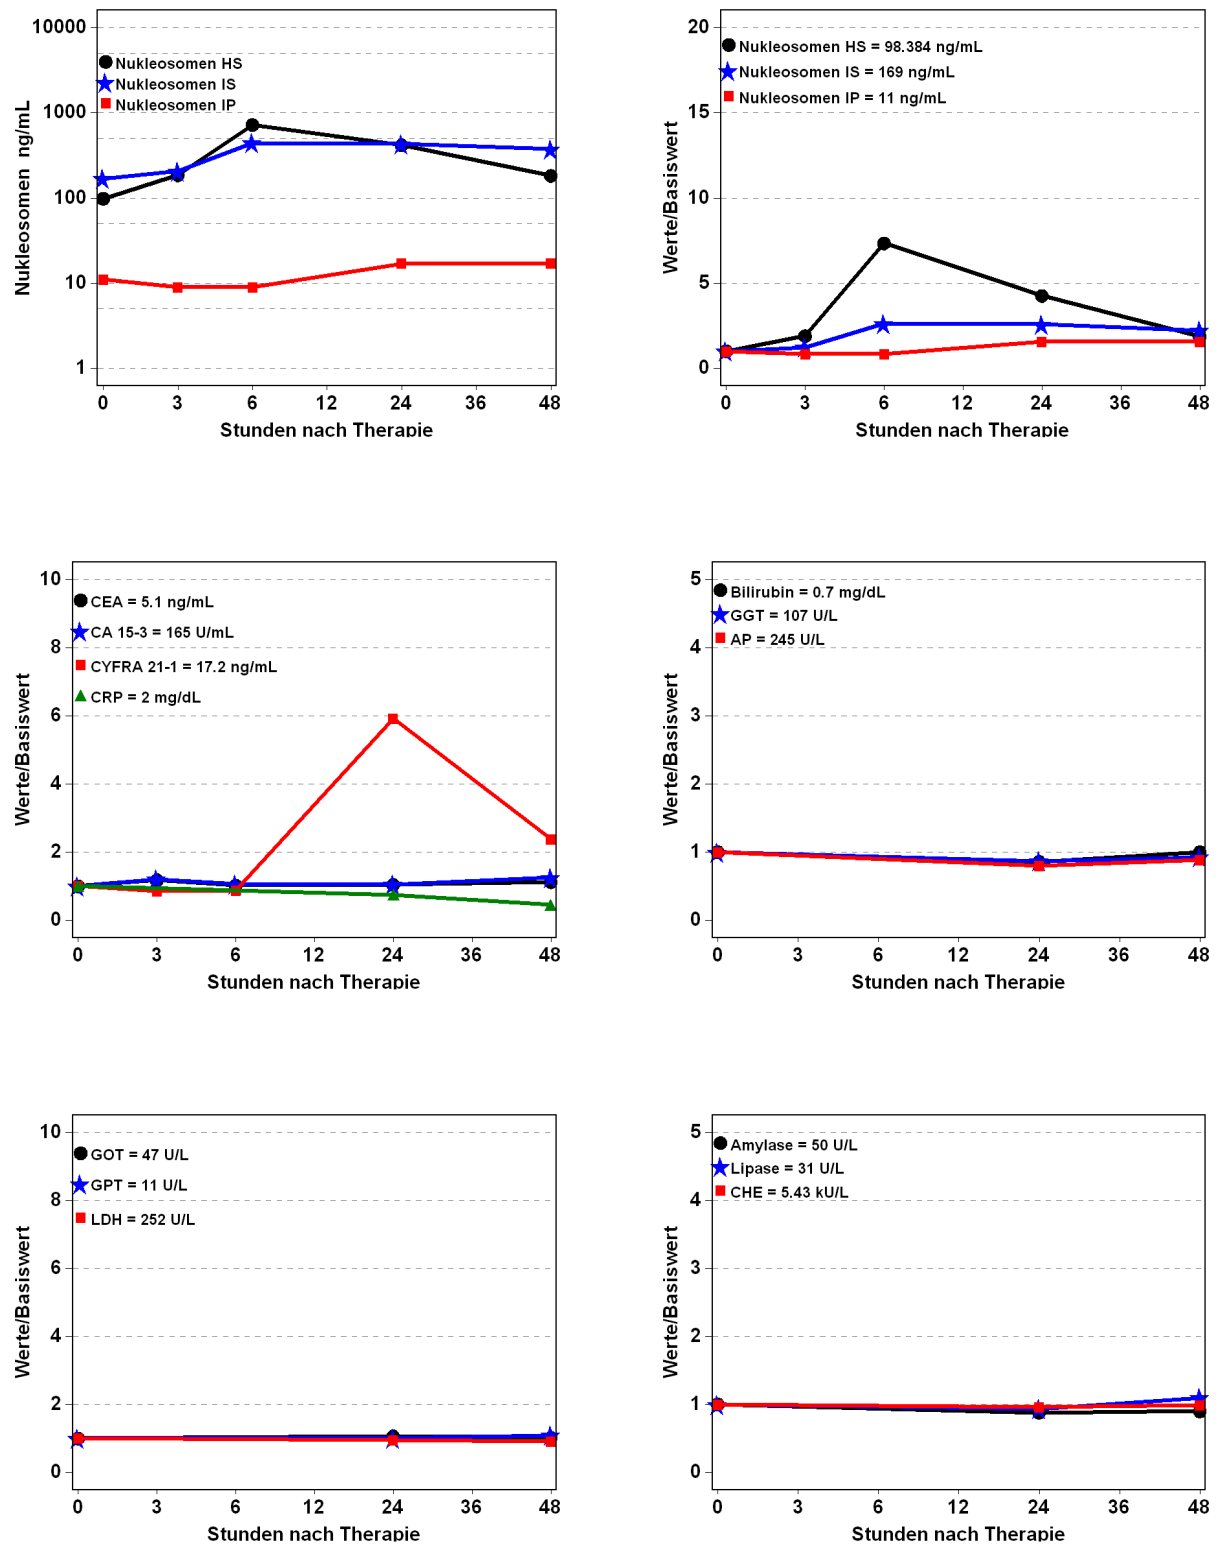 10000
1000
100
10
1
Nukleosomen ng/mL
Nukleosomen HS
Nukleosomen IS
Nukleosomen IP
0 3 6 12 24 36 48
Stunden nach Therapie
20
15
10
5
0
Werte/Basiswert
Nukleosomen HS = 98.384 ng/mL
Nukleosomen IS = 169 ng/mL
Nukleosomen IP = 11 ng/mL
0 3 6 12 24 36 48
Stunden nach Therapie
10
8
6
4
2
0
Werte/Basiswert
CEA = 5.1 ng/mL
CA 15-3 = 165 U/mL
CYFRA 21-1 = 17.2 ng/mL
CRP = 2 mg/dL
0 3 6 12 24 36 48
Stunden nach Therapie
5
4
3
2
1
0
Werte/Basiswert
Bilirubin = 0.7 mg/dL
GGT = 107 U/L
AP = 245 U/L
0 3 6 12 24 36 48
Stunden nach Therapie
10
8
6
4
2
0
Werte/Basiswert
GOT = 47 U/L
GPT = 11 U/L
LDH = 252 U/L
0 3 6 12 24 36 48
Stunden nach Therapie
5
4
3
2
1
0
Werte/Basiswert
Amylase = 50 U/L
Lipase = 31 U/L
CHE = 5.43 kU/L
0 3 6 12 24 36 48
Stunden nach Therapie